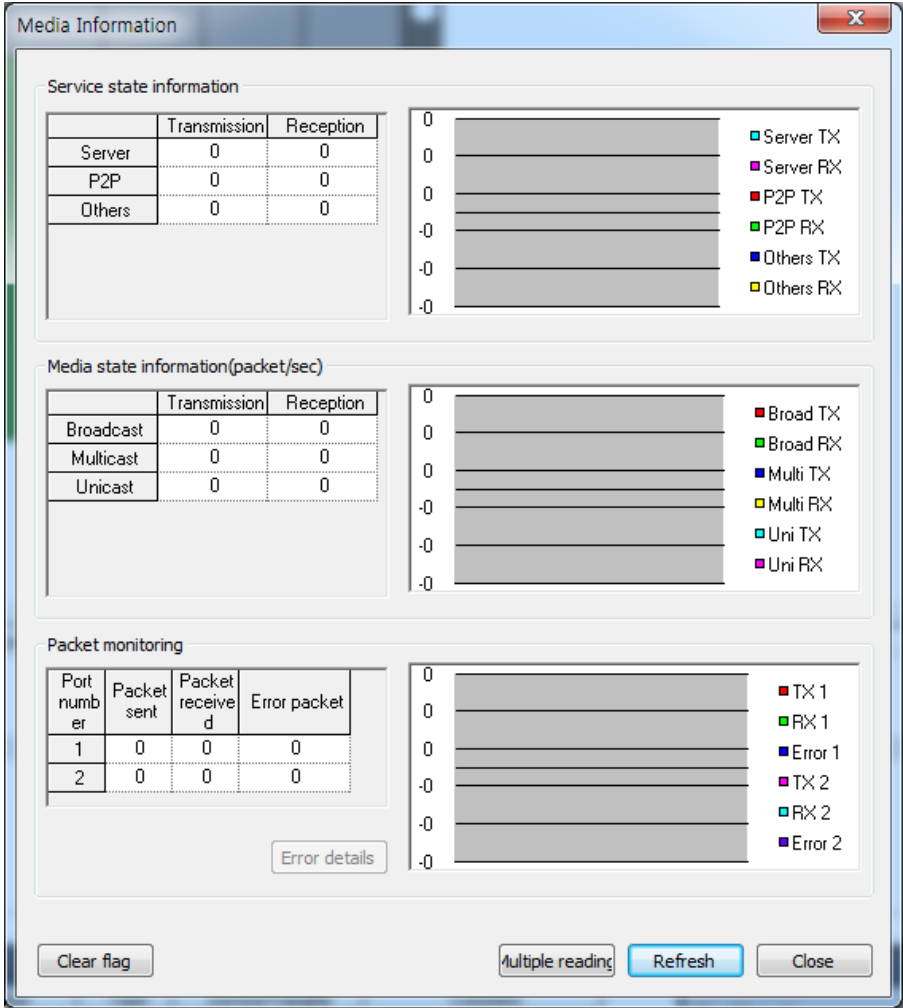 Media Information
Service state information
Transmission Reception
Server 0 0
P2P 0 0
Others 0 0
0
0
0
-0
-0
-0
Server TX
Server RX
P2P TX
P2P RX
Others TX
Others RX
Media state information(packet/sec)
Transmission Reception
Broadcast 0 0
Multicast 0 0
Unicast 0 0
0
0
0
-0
-0
-0
Broad TX
Broad RX
Multi TX
Multi RX
Uni TX
Uni RX
Packet monitoring
Port
numb
er
Packet
sent
Packet
receive
d
Error packet
1 0 0 0
2 0 0 0
Error details
0
0
0
-0
-0
-0
TX 1
RX 1
Error 1
TX 2
RX 2
Error 2
Clear flag
Multiple reading
Refresh
Close